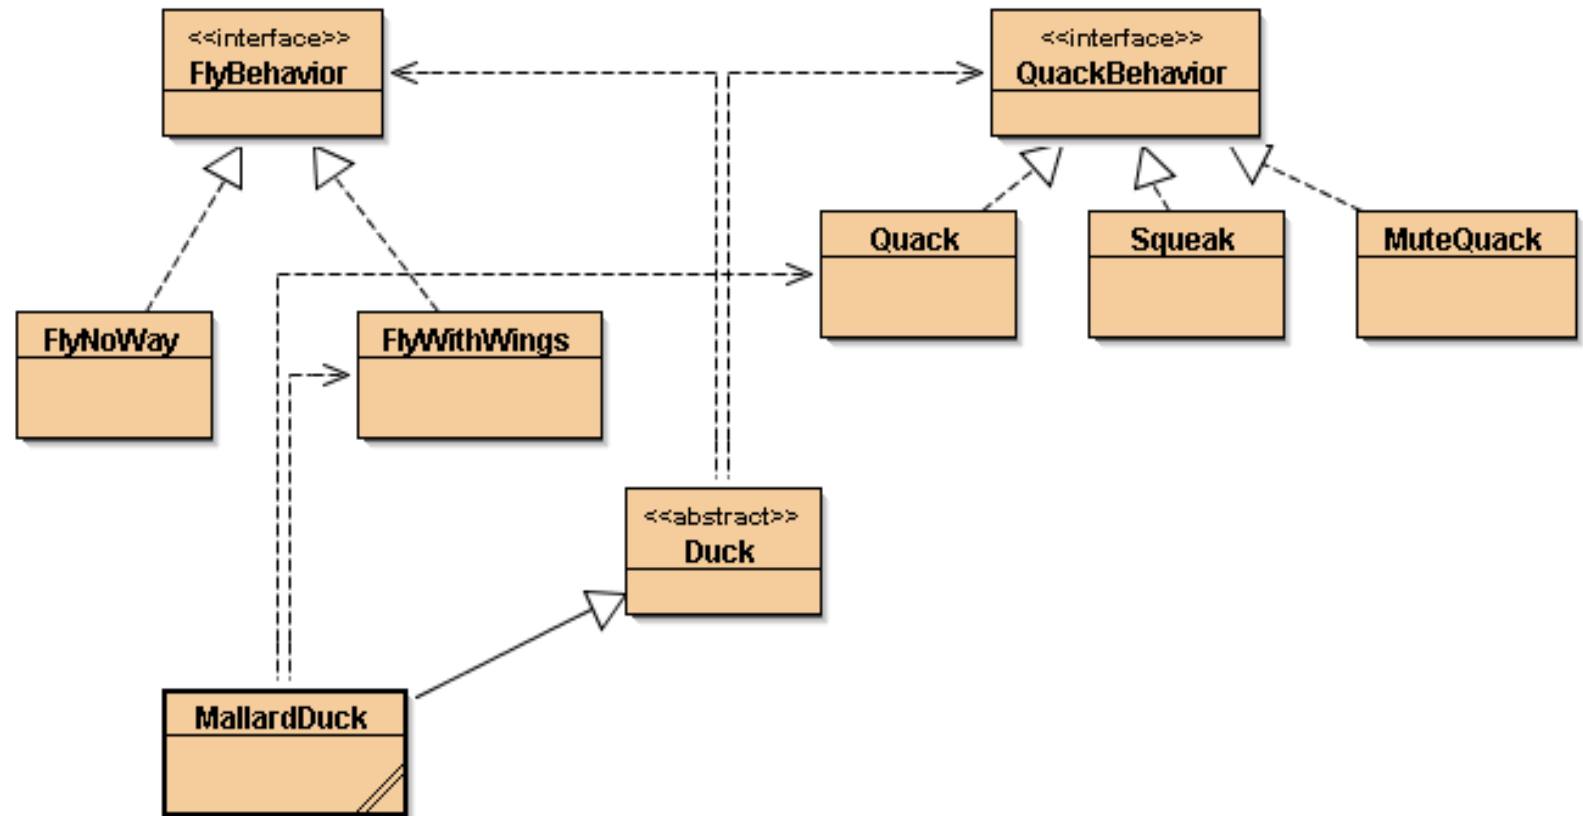 <<interface>>
FlyBehavior
<<interface>>
QuackBehavior
Quack
Squeak
MuteQuack
FlyNoWay
FlyWithWings
<<abstract>>
Duck
MallardDuck